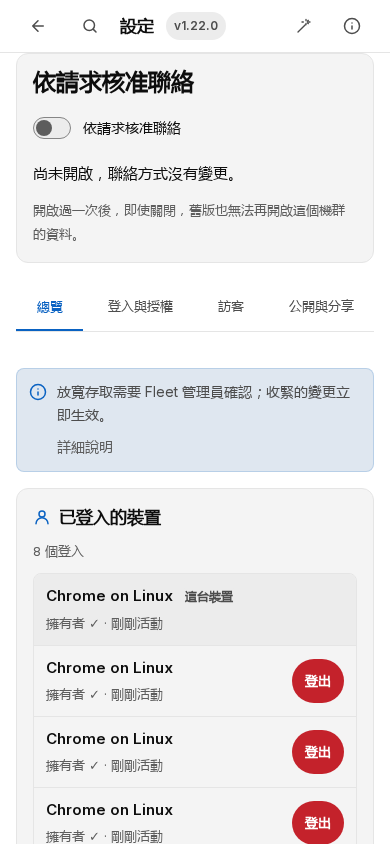 設定 v1.22.0
依請求核准聯絡
依請求核准聯絡
尚未開啟，聯絡方式沒有變更。
開啟過一次後，即使關閉，舊版也無法再開啟這個機群
的資料。
總覽 登入與授權 訪客 公開與分享
放寬存取需要 Fleet 管理員確認；收緊的變更立
即生效。
詳細說明
已登入的裝置
8 個登入
Chrome on Linux 這台裝置
擁有者 ✓ · 剛剛活動
Chrome on Linux
擁有者 ✓ · 剛剛活動
登出
Chrome on Linux
擁有者 ✓ · 剛剛活動
登出
Chrome on Linux
擁有者 ✓ · 剛剛活動
登出